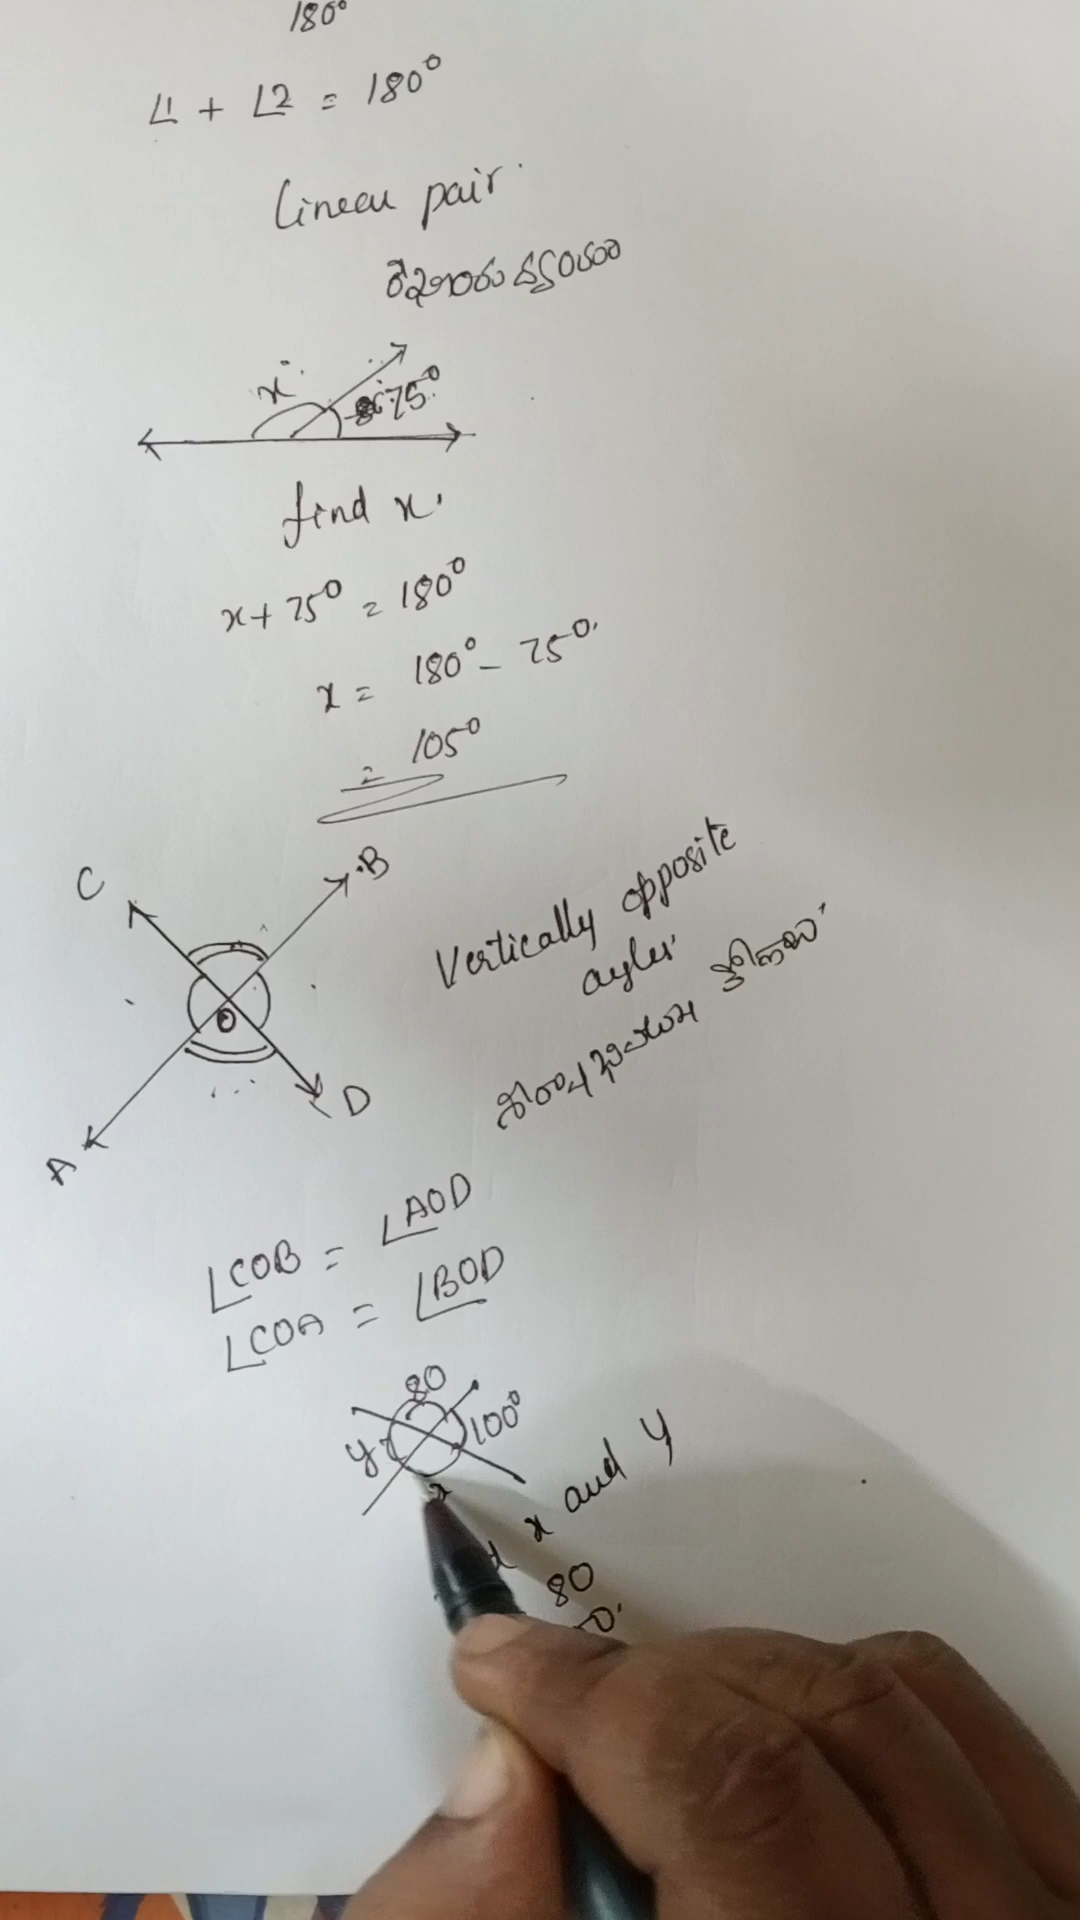 180°
∠1 + ∠2 = 180°
Linear pair.
x°
75°
find x.
x + 75° = 180°
x = 180° - 75°.
= 105°
C
B
O
A
D
Vertically opposite
angles
∠COB = ∠AOD
∠COA = ∠BOD
80
100°
y
x
x and y
80